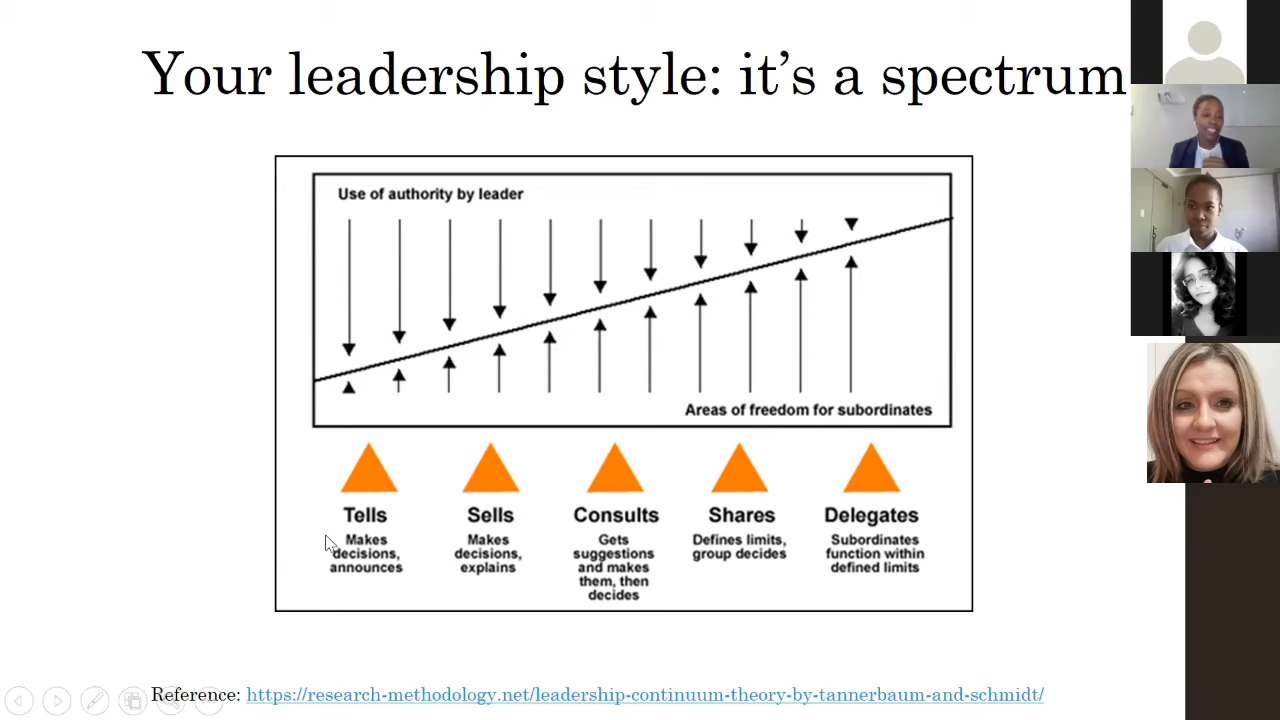 Your leadership style: it's a spectrum
Use of authority by leader
Areas of freedom for subordinates
Tells
Makes
decisions,
announces
Sells
Makes
decisions,
explains
Consults
Gets
suggestions
and makes
them, then
decides
Shares
Defines limits,
group decides
Delegates
Subordinates
function within
defined limits
Reference: https://research-methodology.net/leadership-continuum-theory-by-tannerbaum-and-schmidt/